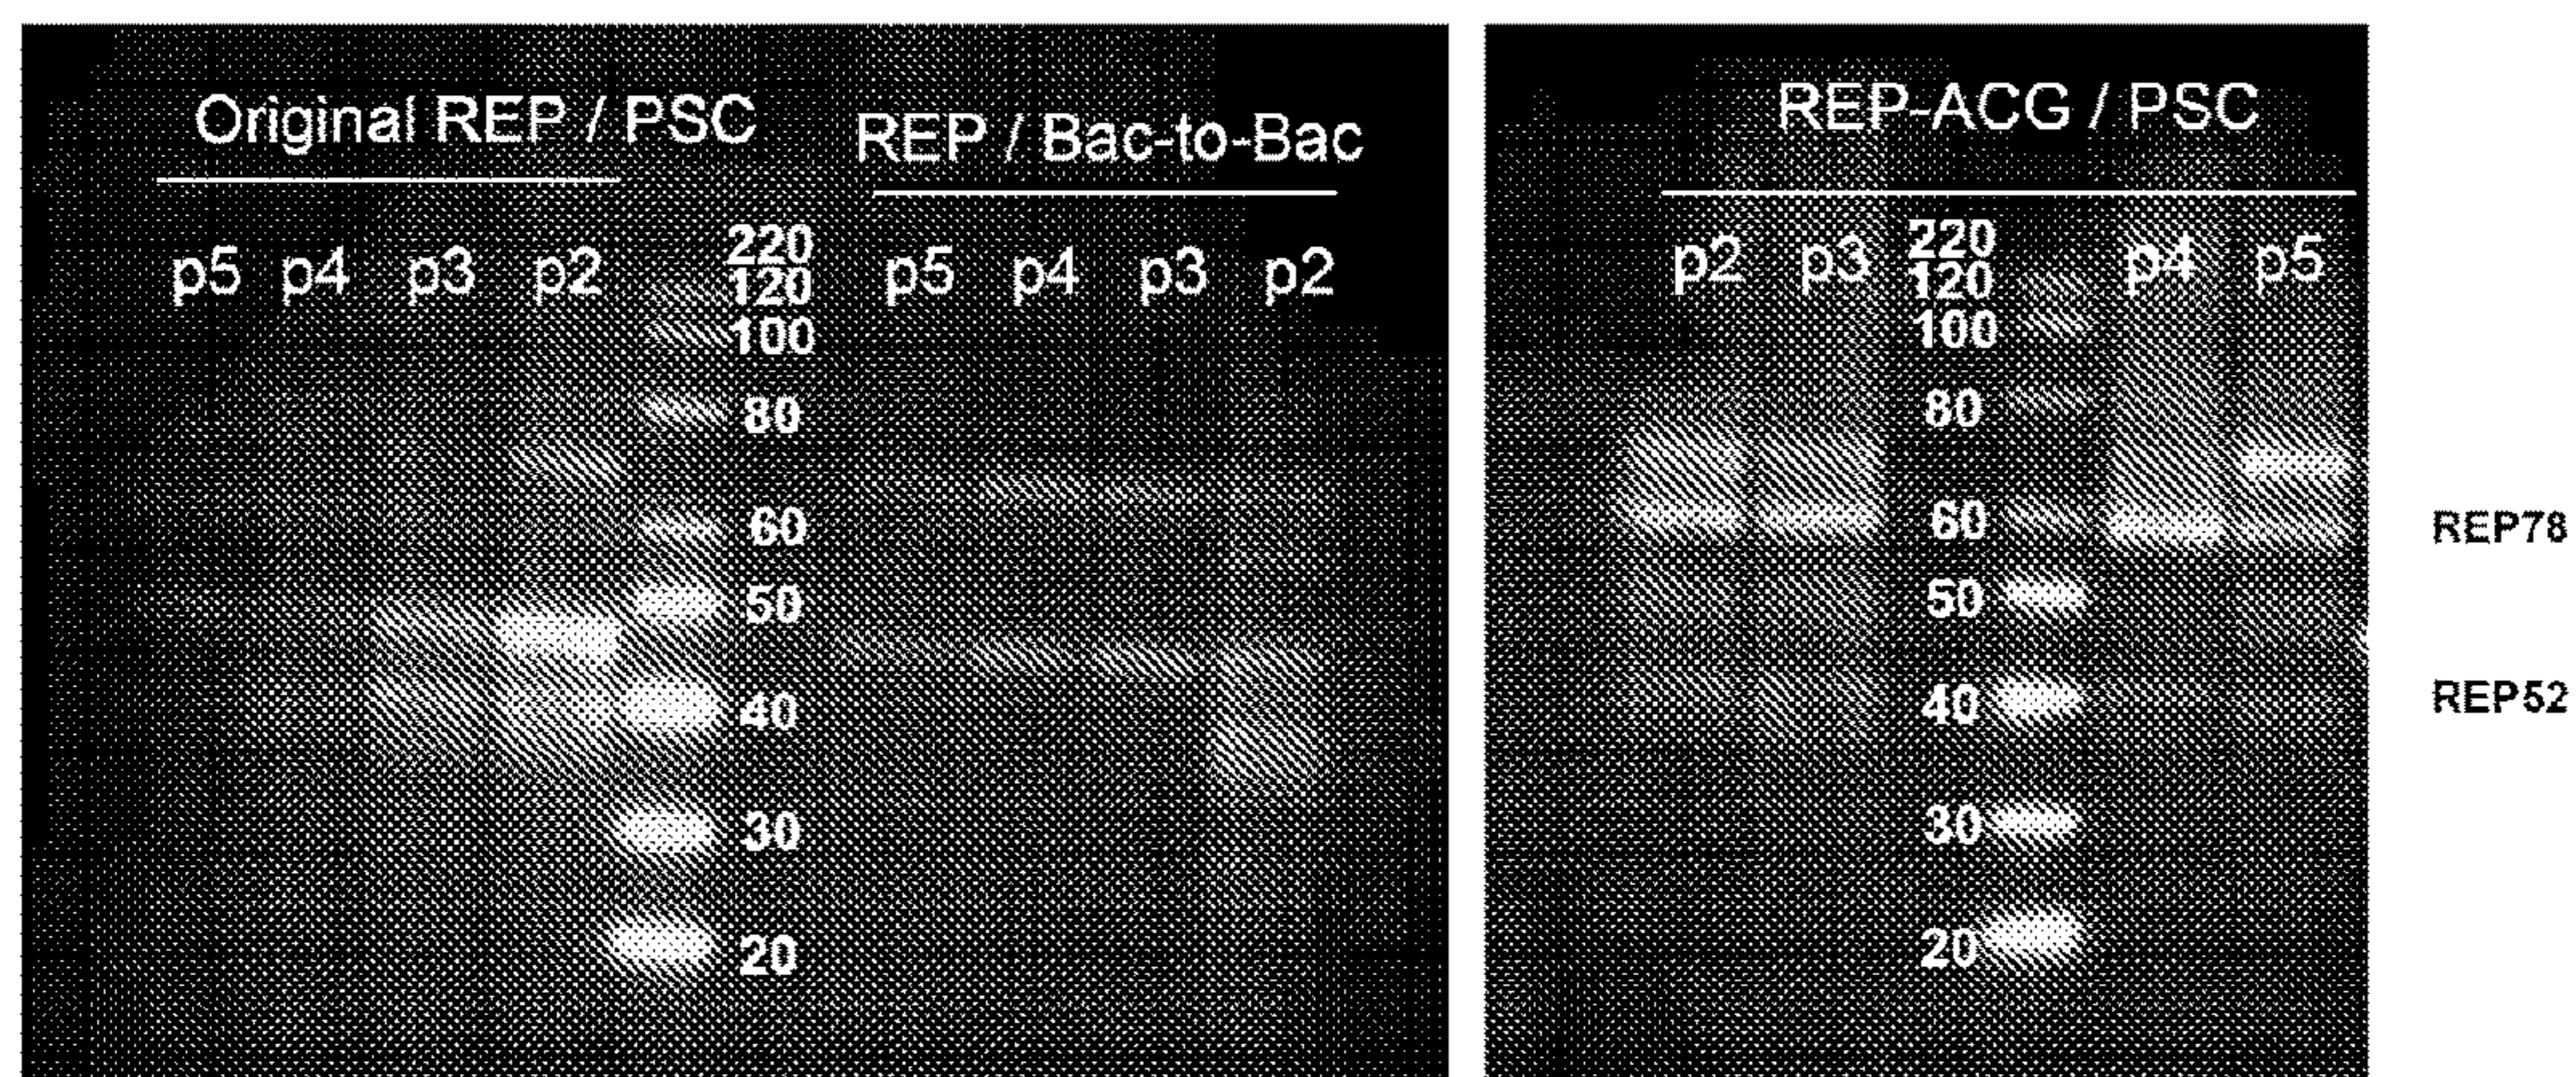 Original REP / PSC
REP / Bac-to-Bac
p5 p4 p3 p2
220
120
100
80
60
50
40
30
20
p5 p4 p3 p2
REP-ACG / PSC
p2 p3
220
120
100
80
60
50
40
30
20
p4 p5
REP78
REP52